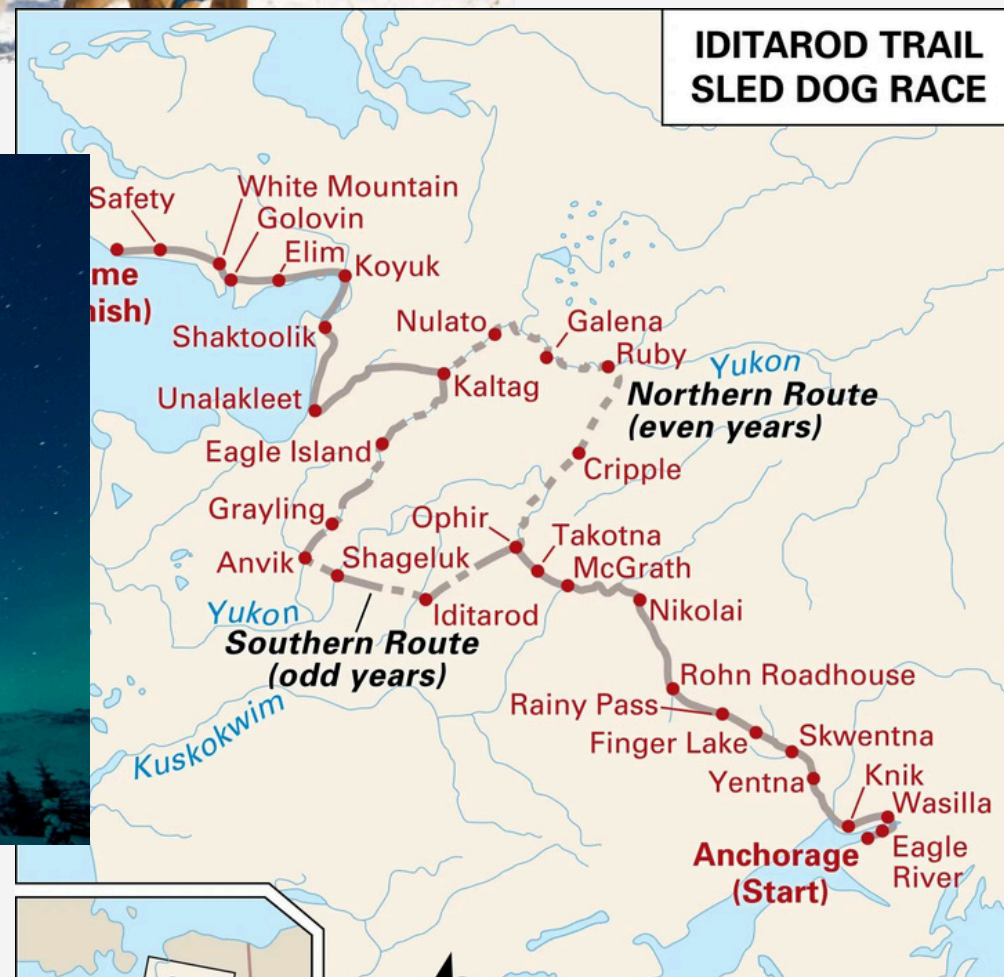 IDITAROD TRAIL
SLED DOG RACE
Safety
White Mountain
Golovin
Elim
Koyuk
me
nish)
Shaktoolik
Nulato
Galena
Ruby
Yukon
Unalakleet
Kaltag
Northern Route
(even years)
Eagle Island
Cripple
Grayling
Ophir
Takotna
Anvik
Shageluk
McGrath
Yukon
Iditarod
Nikolai
Southern Route
(odd years)
Rohn Roadhouse
Rainy Pass
Kuskokwim
Finger Lake
Skwentna
Yentna
Knik
Wasilla
Anchorage
(Start)
Eagle
River